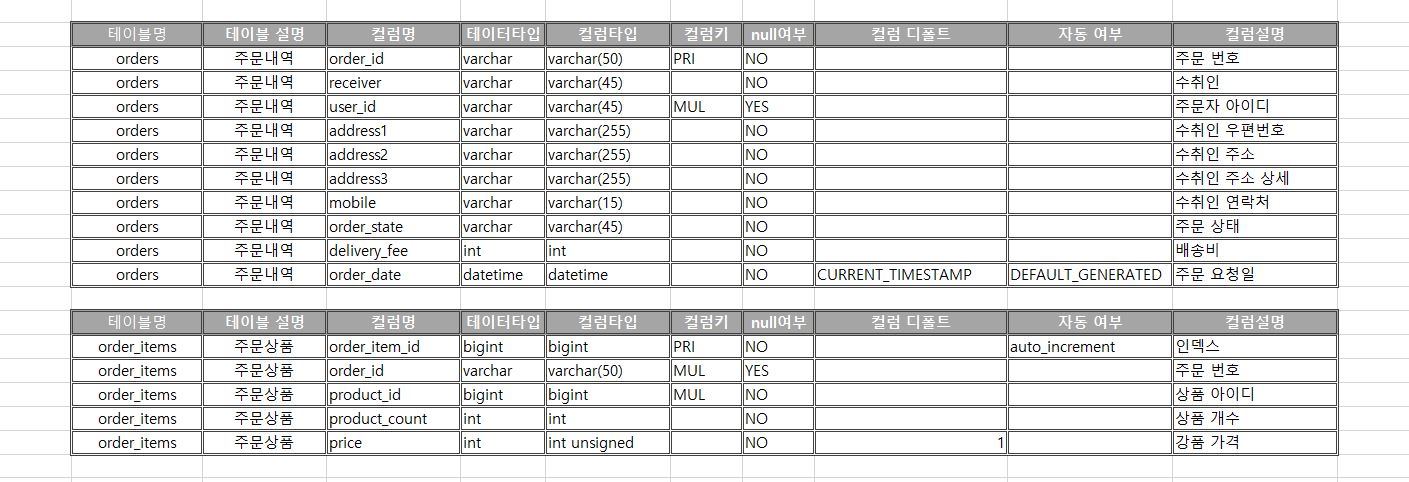 테이블명 테이블 설명 컬럼명 테이터타입 컬럼타입 컬럼키 null여부 컬럼 디폴트 자동 여부 컬럼설명
orders 주문내역 order_id varchar varchar(50) PRI NO 주문 번호
orders 주문내역 receiver varchar varchar(45) NO 수취인
orders 주문내역 user_id varchar varchar(45) MUL YES 주문자 아이디
orders 주문내역 address1 varchar varchar(255) NO 수취인 우편번호
orders 주문내역 address2 varchar varchar(255) NO 수취인 주소
orders 주문내역 address3 varchar varchar(255) NO 수취인 주소 상세
orders 주문내역 mobile varchar varchar(15) NO 수취인 연락처
orders 주문내역 order_state varchar varchar(45) NO 주문 상태
orders 주문내역 delivery_fee int int NO 배송비
orders 주문내역 order_date datetime datetime NO CURRENT_TIMESTAMP DEFAULT_GENERATED 주문 요청일
테이블명 테이블 설명 컬럼명 테이터타입 컬럼타입 컬럼키 null여부 컬럼 디폴트 자동 여부 컬럼설명
order_items 주문상품 order_item_id bigint bigint PRI NO auto_increment 인덱스
order_items 주문상품 order_id varchar varchar(50) MUL YES 주문 번호
order_items 주문상품 product_id bigint bigint MUL NO 상품 아이디
order_items 주문상품 product_count int int NO 상품 개수
order_items 주문상품 price int int unsigned NO 1 강품 가격